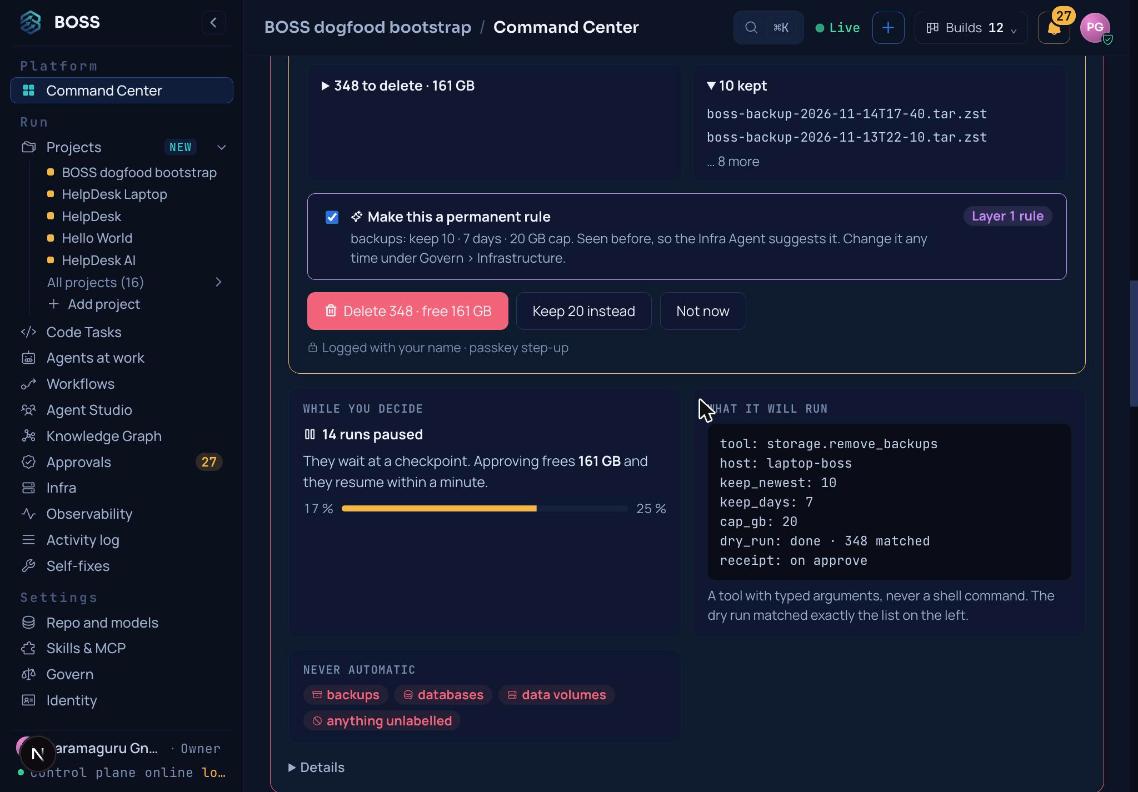 BOSS
Platform
Command Center
Run
Projects NEW
BOSS dogfood bootstrap
HelpDesk Laptop
HelpDesk
Hello World
HelpDesk AI
All projects (16)
Add project
Code Tasks
Agents at work
Workflows
Agent Studio
Knowledge Graph
Approvals 27
Infra
Observability
Activity log
Self-fixes
Settings
Repo and models
Skills & MCP
Govern
Identity
N
aramaguru Gn… · Owner
control plane online lo…
BOSS dogfood bootstrap / Command Center
⌘K
Live
Builds 12
27
PG
348 to delete · 161 GB
10 kept
boss-backup-2026-11-14T17-40.tar.zst
boss-backup-2026-11-13T22-10.tar.zst
… 8 more
Make this a permanent rule
Layer 1 rule
backups: keep 10 · 7 days · 20 GB cap. Seen before, so the Infra Agent suggests it. Change it any
time under Govern > Infrastructure.
Delete 348 · free 161 GB
Keep 20 instead
Not now
Logged with your name · passkey step-up
WHILE YOU DECIDE
14 runs paused
They wait at a checkpoint. Approving frees 161 GB and
they resume within a minute.
17 % 25 %
WHAT IT WILL RUN
tool: storage.remove_backups
host: laptop-boss
keep_newest: 10
keep_days: 7
cap_gb: 20
dry_run: done · 348 matched
receipt: on approve
A tool with typed arguments, never a shell command. The
dry run matched exactly the list on the left.
NEVER AUTOMATIC
backups
databases
data volumes
anything unlabelled
Details